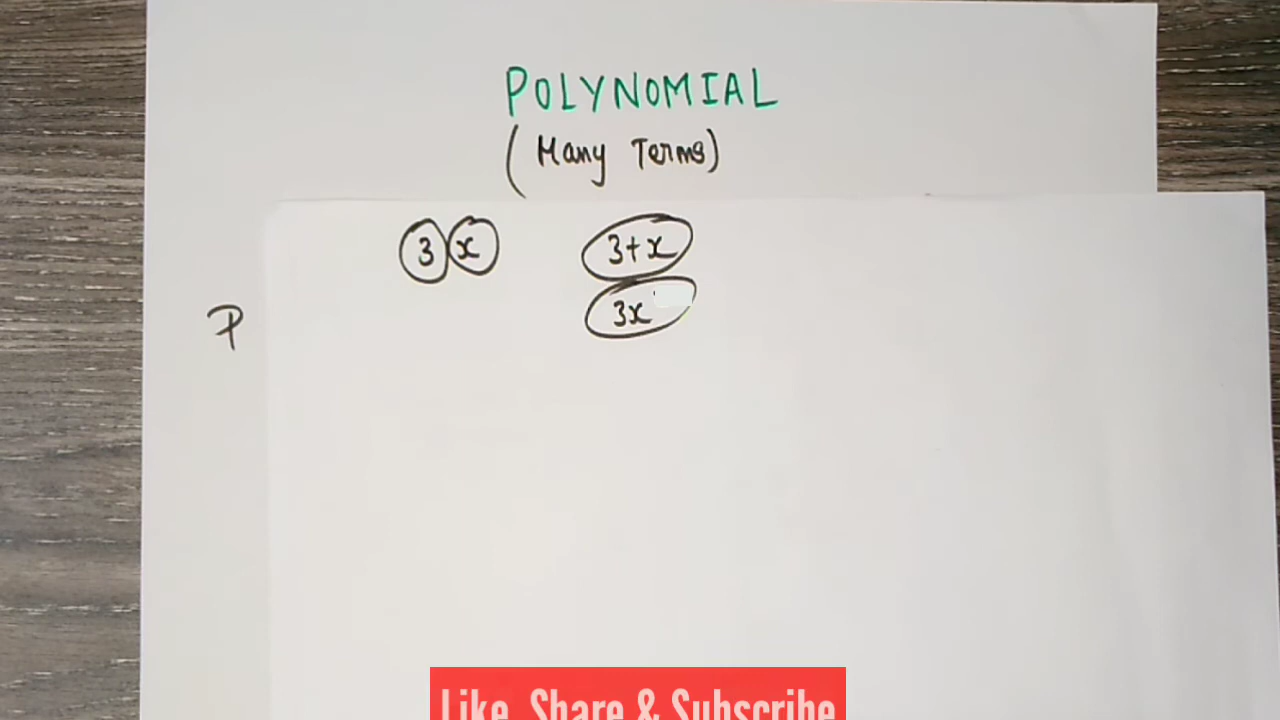 POLYNOMIAL
(Many Terms)
3 x 3+x
3x
P
Like, Share & Subscribe